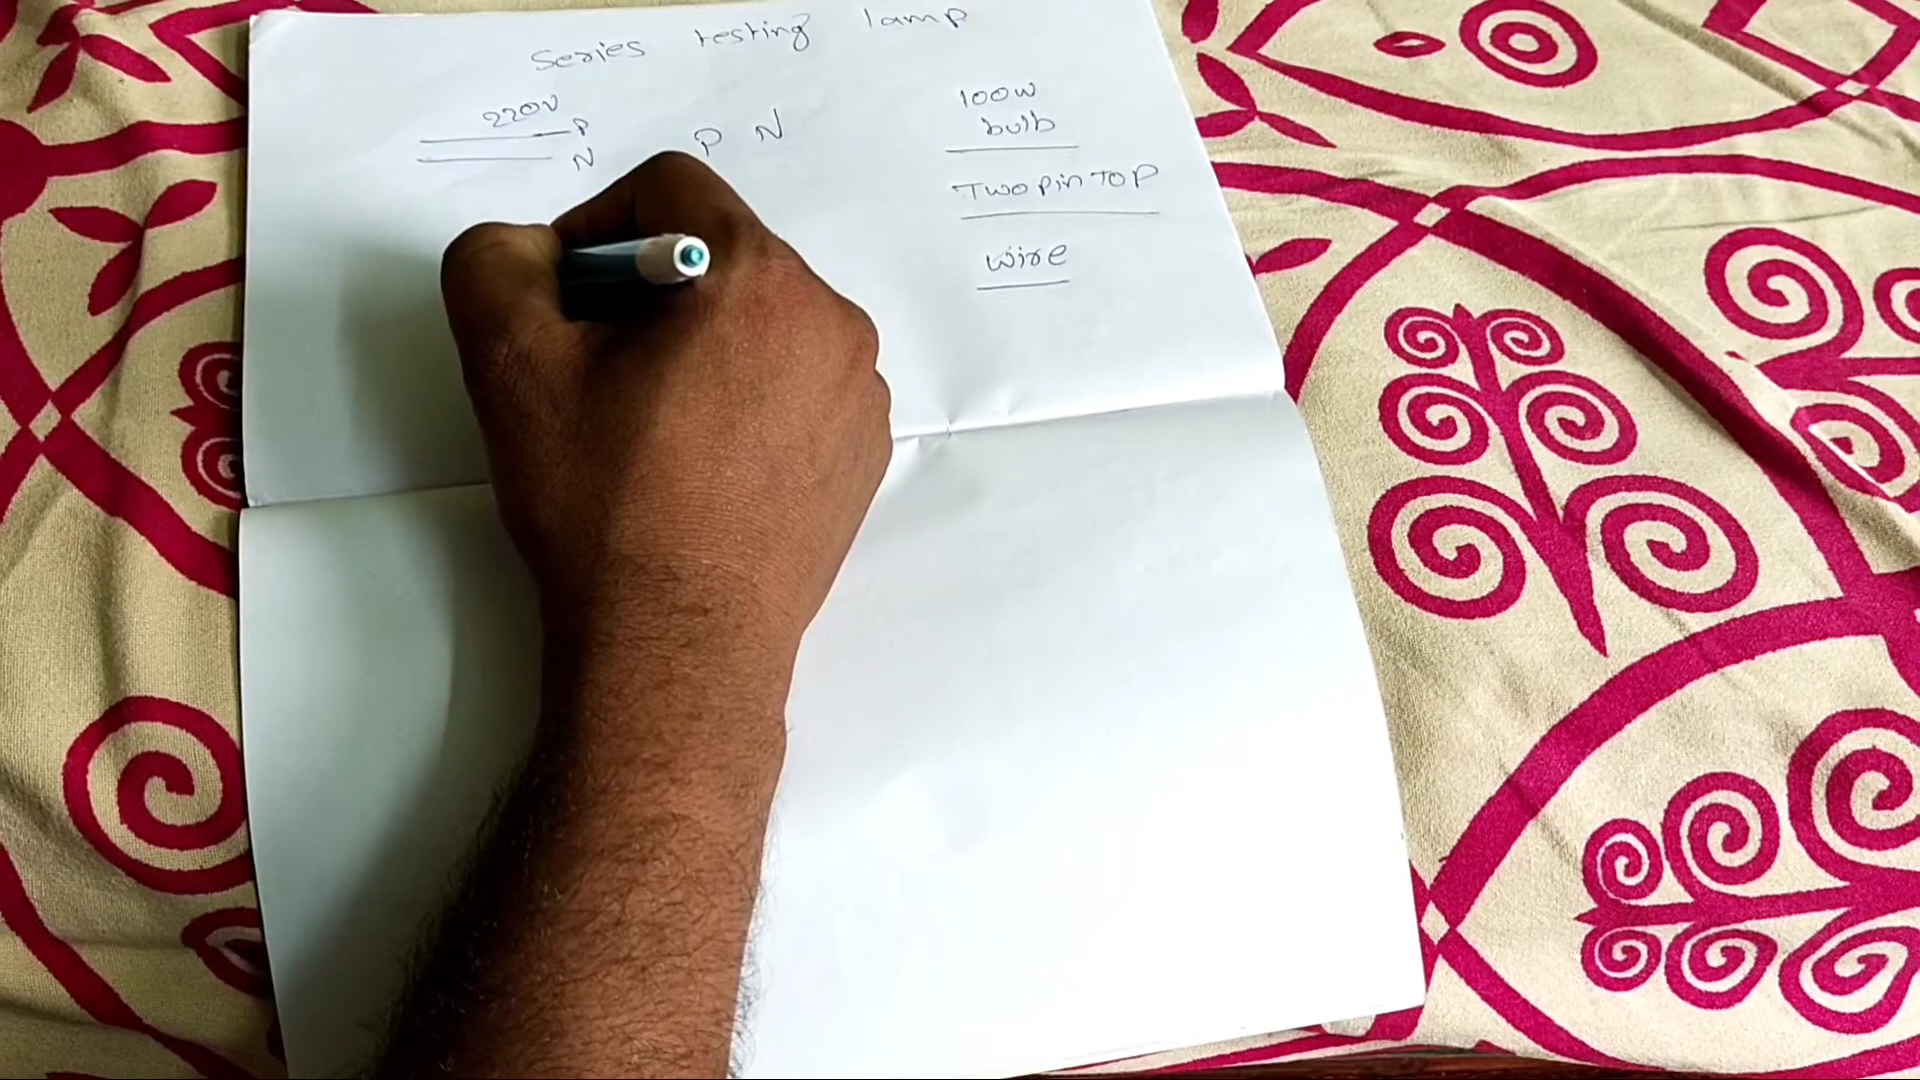 Series testing lamp
220V
P
N
P N
100w
bulb
Two pin Top
wire